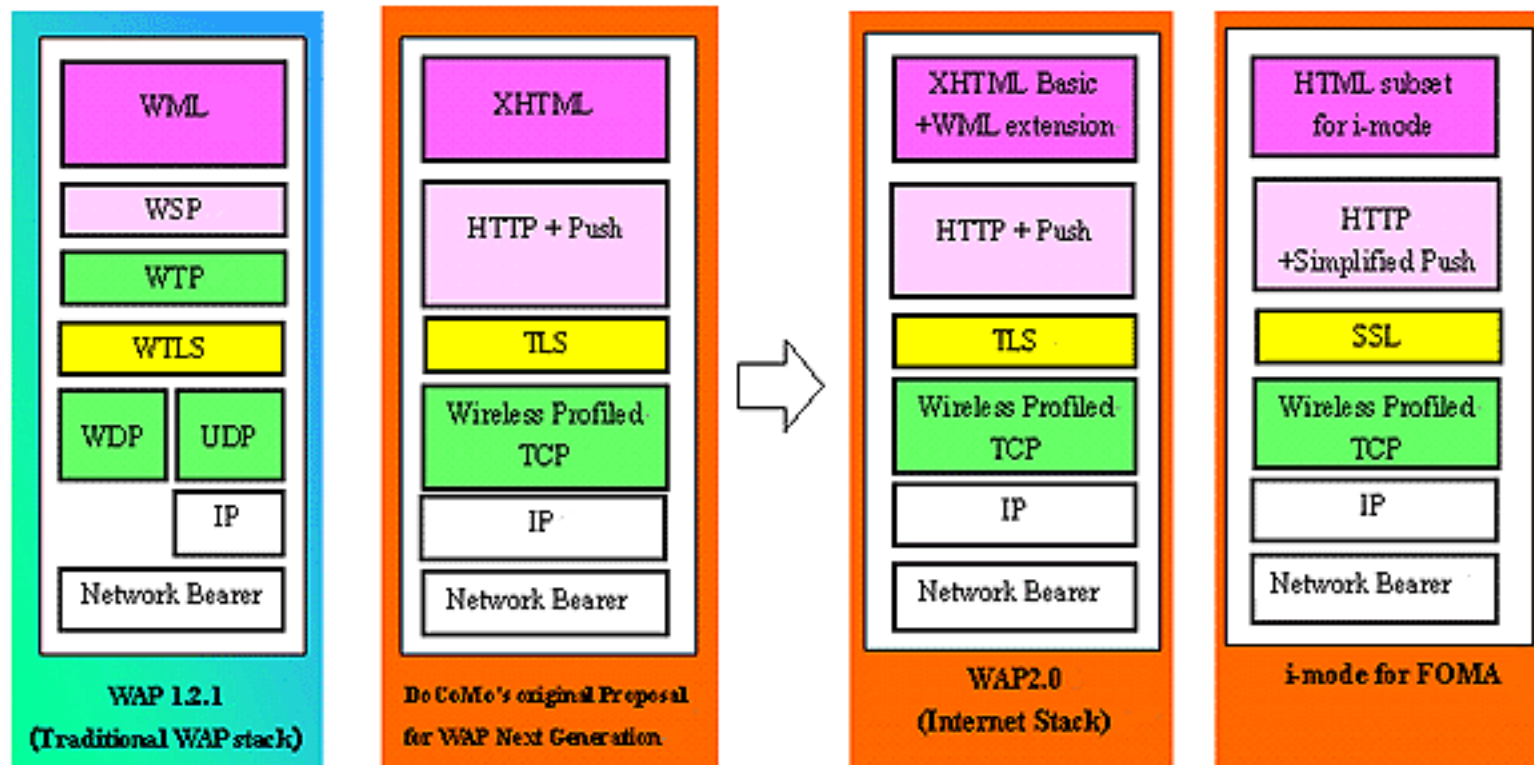 WML
WSP
WTP
WTLS
WDP
UDP
IP
Network Bearer
WAP 1.2.1
(Traditional WAP stack)
XHTML
HTTP + Push
TLS
Wireless Profiled
TCP
IP
Network Bearer
DoCoMo's original Proposal
for WAP Next Generation
XHTML Basic
+WML extension
HTTP + Push
TLS
Wireless Profiled
TCP
IP
Network Bearer
WAP2.0
(Internet Stack)
HTML subset
for i-mode
HTTP
+Simplified Push
SSL
Wireless Profiled
TCP
IP
Network Bearer
i-mode for FOMA